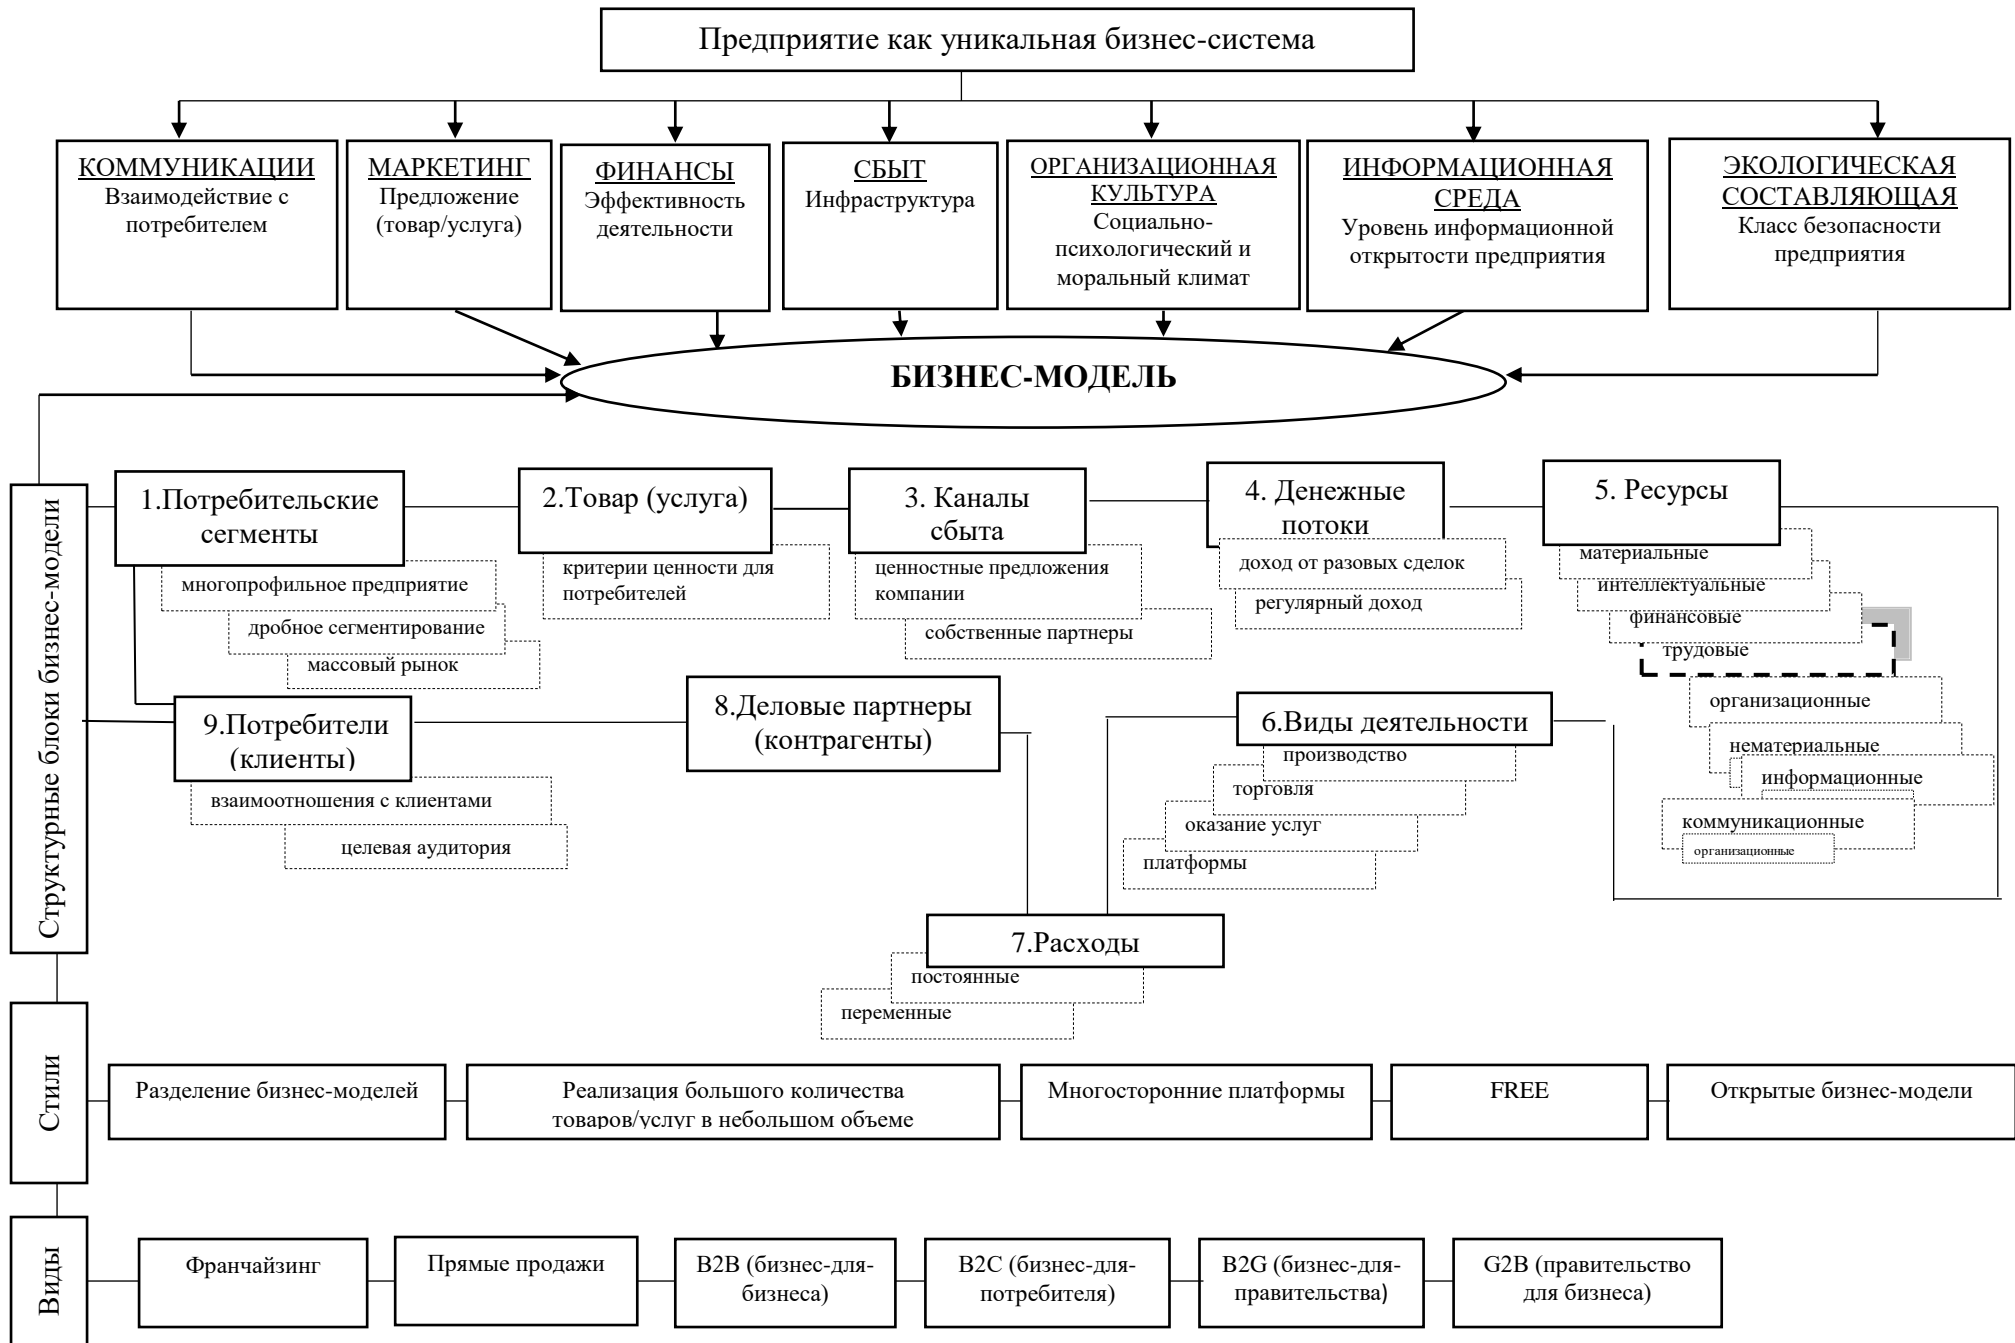 Предприятие как уникальная бизнес-система
КОММУНИКАЦИИ
Взаимодействие с
потребителем
МАРКЕТИНГ
Предложение
(товар/услуга)
ФИНАНСЫ
Эффективность
деятельности
СБЫТ
Инфраструктура
ОРГАНИЗАЦИОННАЯ
КУЛЬТУРА
Социально-
психологический и
моральный климат
ИНФОРМАЦИОННАЯ
СРЕДА
Уровень информационной
открытости предприятия
ЭКОЛОГИЧЕСКАЯ
СОСТАВЛЯЮЩАЯ
Класс безопасности
предприятия
БИЗНЕС-МОДЕЛЬ
Структурные блоки бизнес-модели
1.Потребительские
сегменты
многопрофильное предприятие
дробное сегментирование
массовый рынок
2.Товар (услуга)
критерии ценности для
потребителей
3. Каналы
сбыта
ценностные предложения
компании
собственные партнеры
4. Денежные
потоки
доход от разовых сделок
регулярный доход
5. Ресурсы
материальные
интеллектуальные
финансовые
трудовые
организационные
нематериальные
информационные
коммуникационные
организационные
9.Потребители
(клиенты)
взаимоотношения с клиентами
целевая аудитория
8.Деловые партнеры
(контрагенты)
6.Виды деятельности
производство
торговля
оказание услуг
платформы
7.Расходы
постоянные
переменные
Стили
Разделение бизнес-моделей
Реализация большого количества
товаров/услуг в небольшом объеме
Многосторонние платформы
FREE
Открытые бизнес-модели
Виды
Франчайзинг
Прямые продажи
B2B (бизнес-для-
бизнеса)
B2C (бизнес-для-
потребителя)
B2G (бизнес-для-
правительства)
G2B (правительство
для бизнеса)